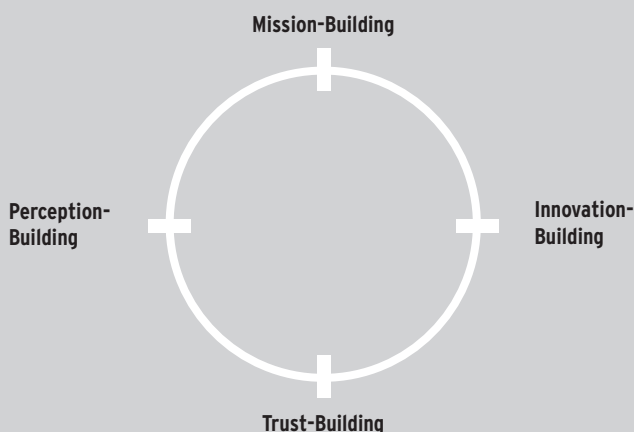 Mission-Building
Perception-
Building
Innovation-
Building
Trust-Building